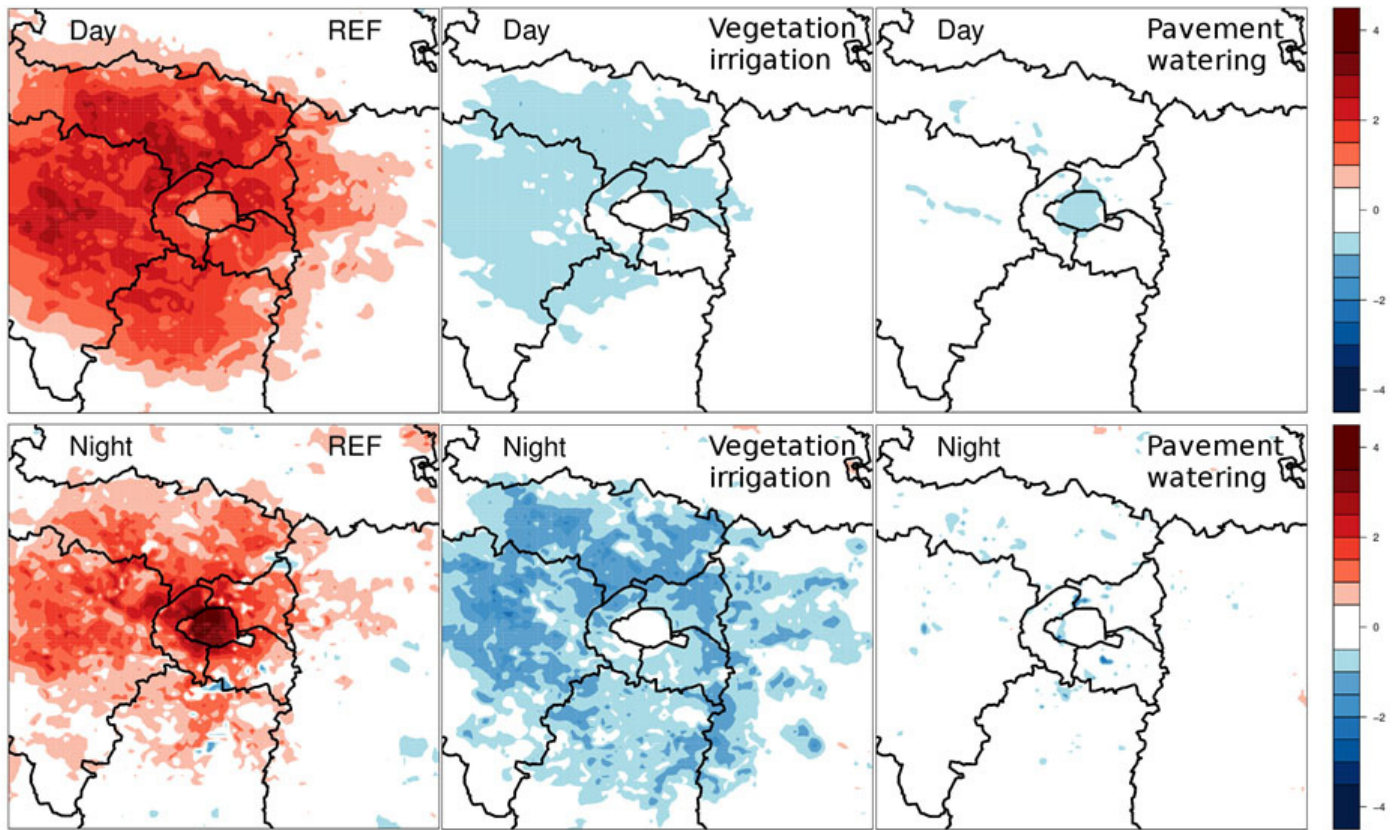 Day REF
Day Vegetation
irrigation
Day Pavement
watering
4
2
0
-2
-4
Night REF
Night Vegetation
irrigation
Night Pavement
watering
4
2
0
-2
-4